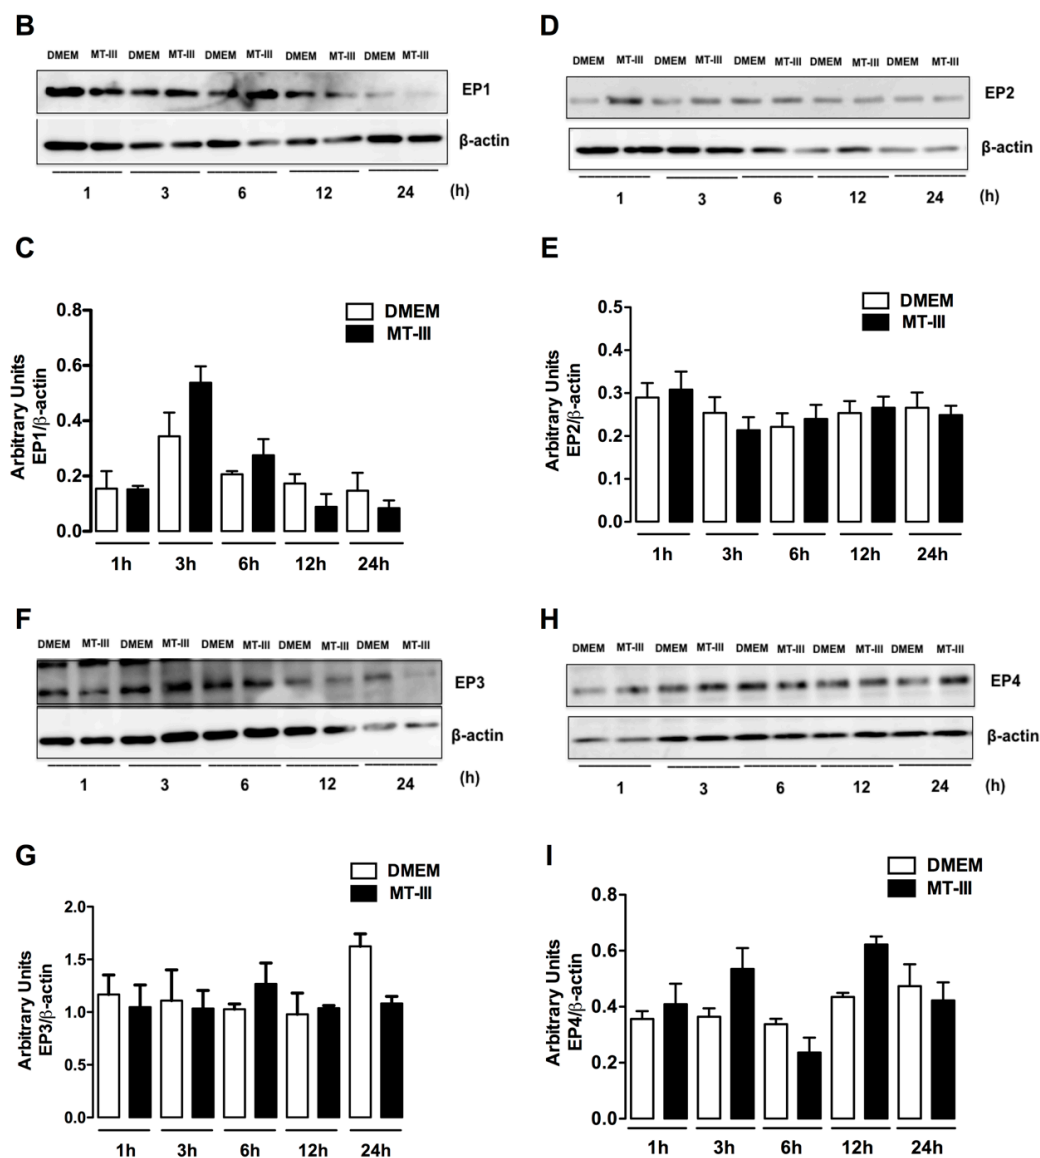 B
DMEM MT-III DMEM MT-III DMEM MT-III DMEM MT-III DMEM MT-III
EP1
β-actin
1 3 6 12 24 (h)
D
DMEM MT-III DMEM MT-III DMEM MT-III DMEM MT-III DMEM MT-III
EP2
β-actin
1 3 6 12 24 (h)
C
DMEM
MT-III
Arbitrary Units
EP1/β-actin
0.8
0.6
0.4
0.2
0.0
1h 3h 6h 12h 24h
E
DMEM
MT-III
Arbitrary Units
EP2/β-actin
0.5
0.4
0.3
0.2
0.1
0.0
1h 3h 6h 12h 24h
F
DMEM MT-III DMEM MT-III DMEM MT-III DMEM MT-III DMEM MT-III
EP3
β-actin
1 3 6 12 24 (h)
H
DMEM MT-III DMEM MT-III DMEM MT-III DMEM MT-III DMEM MT-III
EP4
β-actin
1 3 6 12 24 (h)
G
DMEM
MT-III
Arbitrary Units
EP3/β-actin
2.0
1.5
1.0
0.5
0.0
1h 3h 6h 12h 24h
I
DMEM
MT-III
Arbitrary Units
EP4/β-actin
0.8
0.6
0.4
0.2
0.0
1h 3h 6h 12h 24h